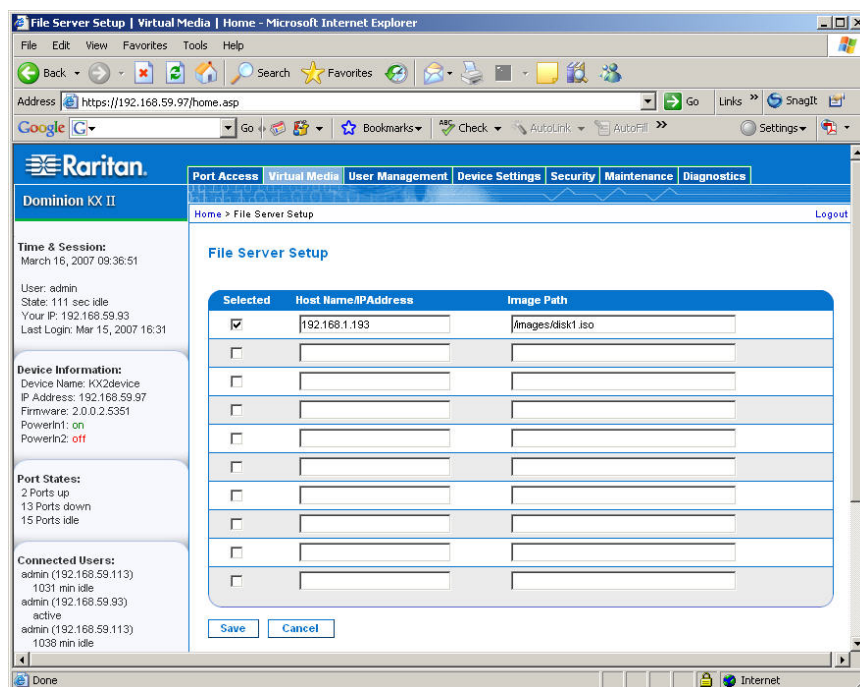 File Server Setup | Virtual Media | Home - Microsoft Internet Explorer
File Edit View Favorites Tools Help
Back Search Favorites
Address https://192.168.59.97/home.asp Go Links » SnagIt
Google G Go Bookmarks ABC Check AutoLink AutoFill » Settings
Raritan.
Port Access Virtual Media User Management Device Settings Security Maintenance Diagnostics
Dominion KX II
Home > File Server Setup Logout
Time & Session:
March 16, 2007 09:36:51
User: admin
State: 111 sec idle
Your IP: 192.168.59.93
Last Login: Mar 15, 2007 16:31
Device Information:
Device Name: KX2device
IP Address: 192.168.59.97
Firmware: 2.0.0.2.5351
PowerIn1: on
PowerIn2: off
Port States:
2 Ports up
13 Ports down
15 Ports idle
Connected Users:
admin (192.168.59.113)
1031 min idle
admin (192.168.59.93)
active
admin (192.168.59.113)
1038 min idle
File Server Setup
Selected Host Name/IPAddress Image Path
192.168.1.193 /images/disk1.iso
Save Cancel
Done Internet